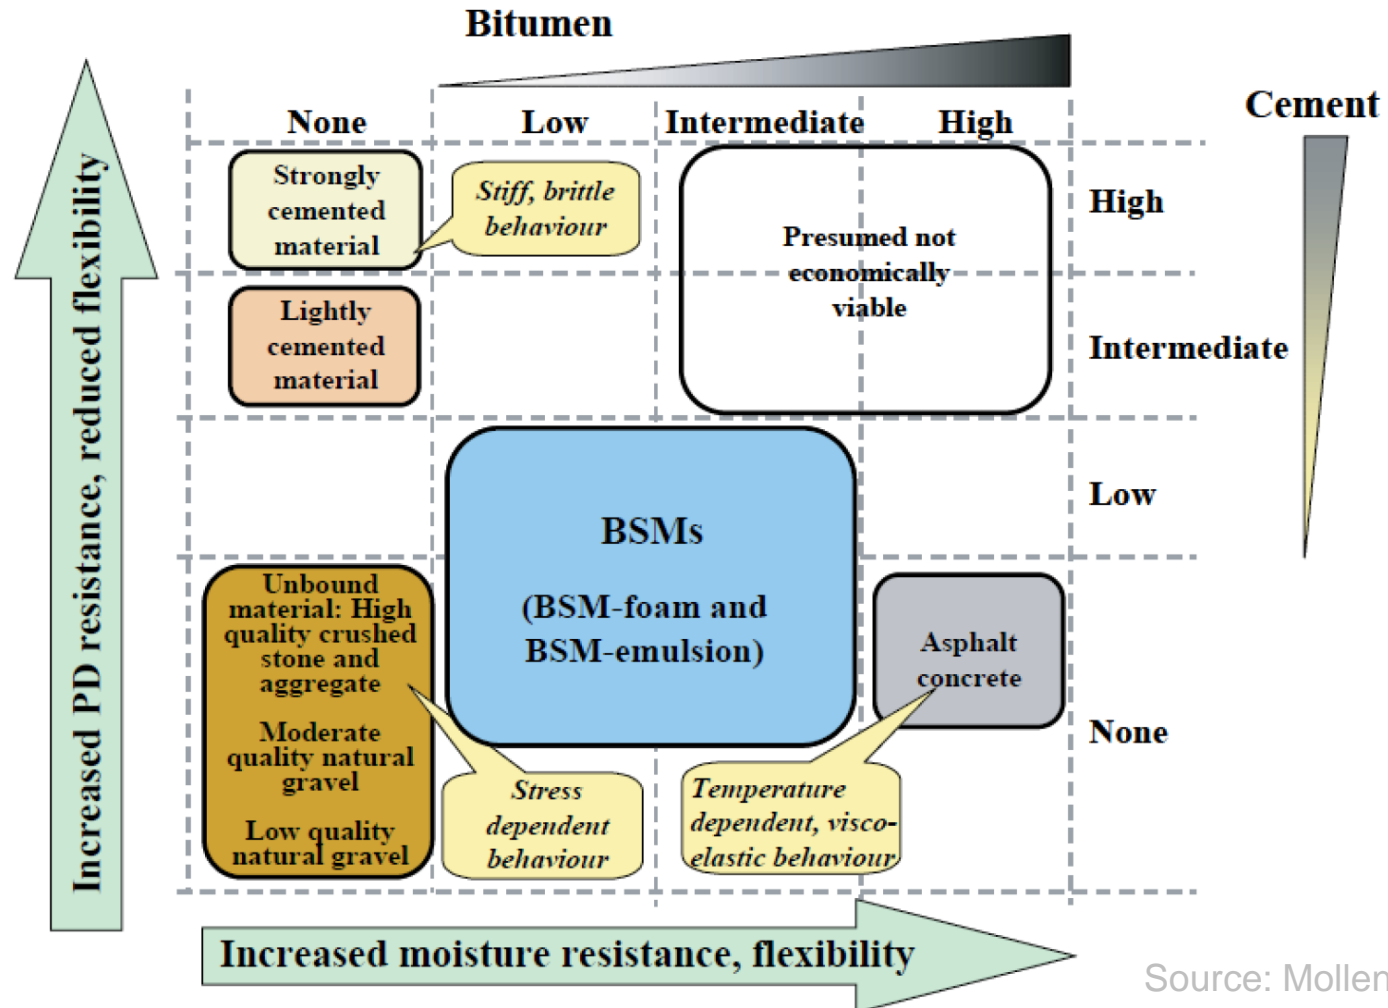 Bitumen
None
Low
Intermediate
High
Cement
Strongly
cemented
material
Stiff, brittle
behaviour
Presumed not
economically
viable
High
Lightly
cemented
material
Intermediate
Low
BSMs
(BSM-foam and
BSM-emulsion)
Unbound
material: High
quality crushed
stone and
aggregate
Moderate
quality natural
gravel
Low quality
natural gravel
Asphalt
concrete
None
Stress
dependent
behaviour
Temperature
dependent, visco-
elastic behaviour
Increased PD resistance, reduced flexibility
Increased moisture resistance, flexibility
Source: Mollen